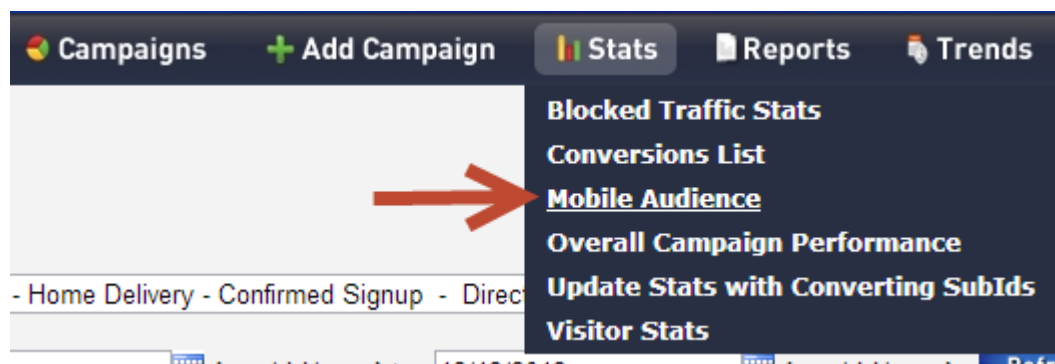 Campaigns Add Campaign Stats Reports Trends
Blocked Traffic Stats
Conversions List
Mobile Audience
Overall Campaign Performance
- Home Delivery - Confirmed Signup - Direct
Update Stats with Converting SubIds
Visitor Stats